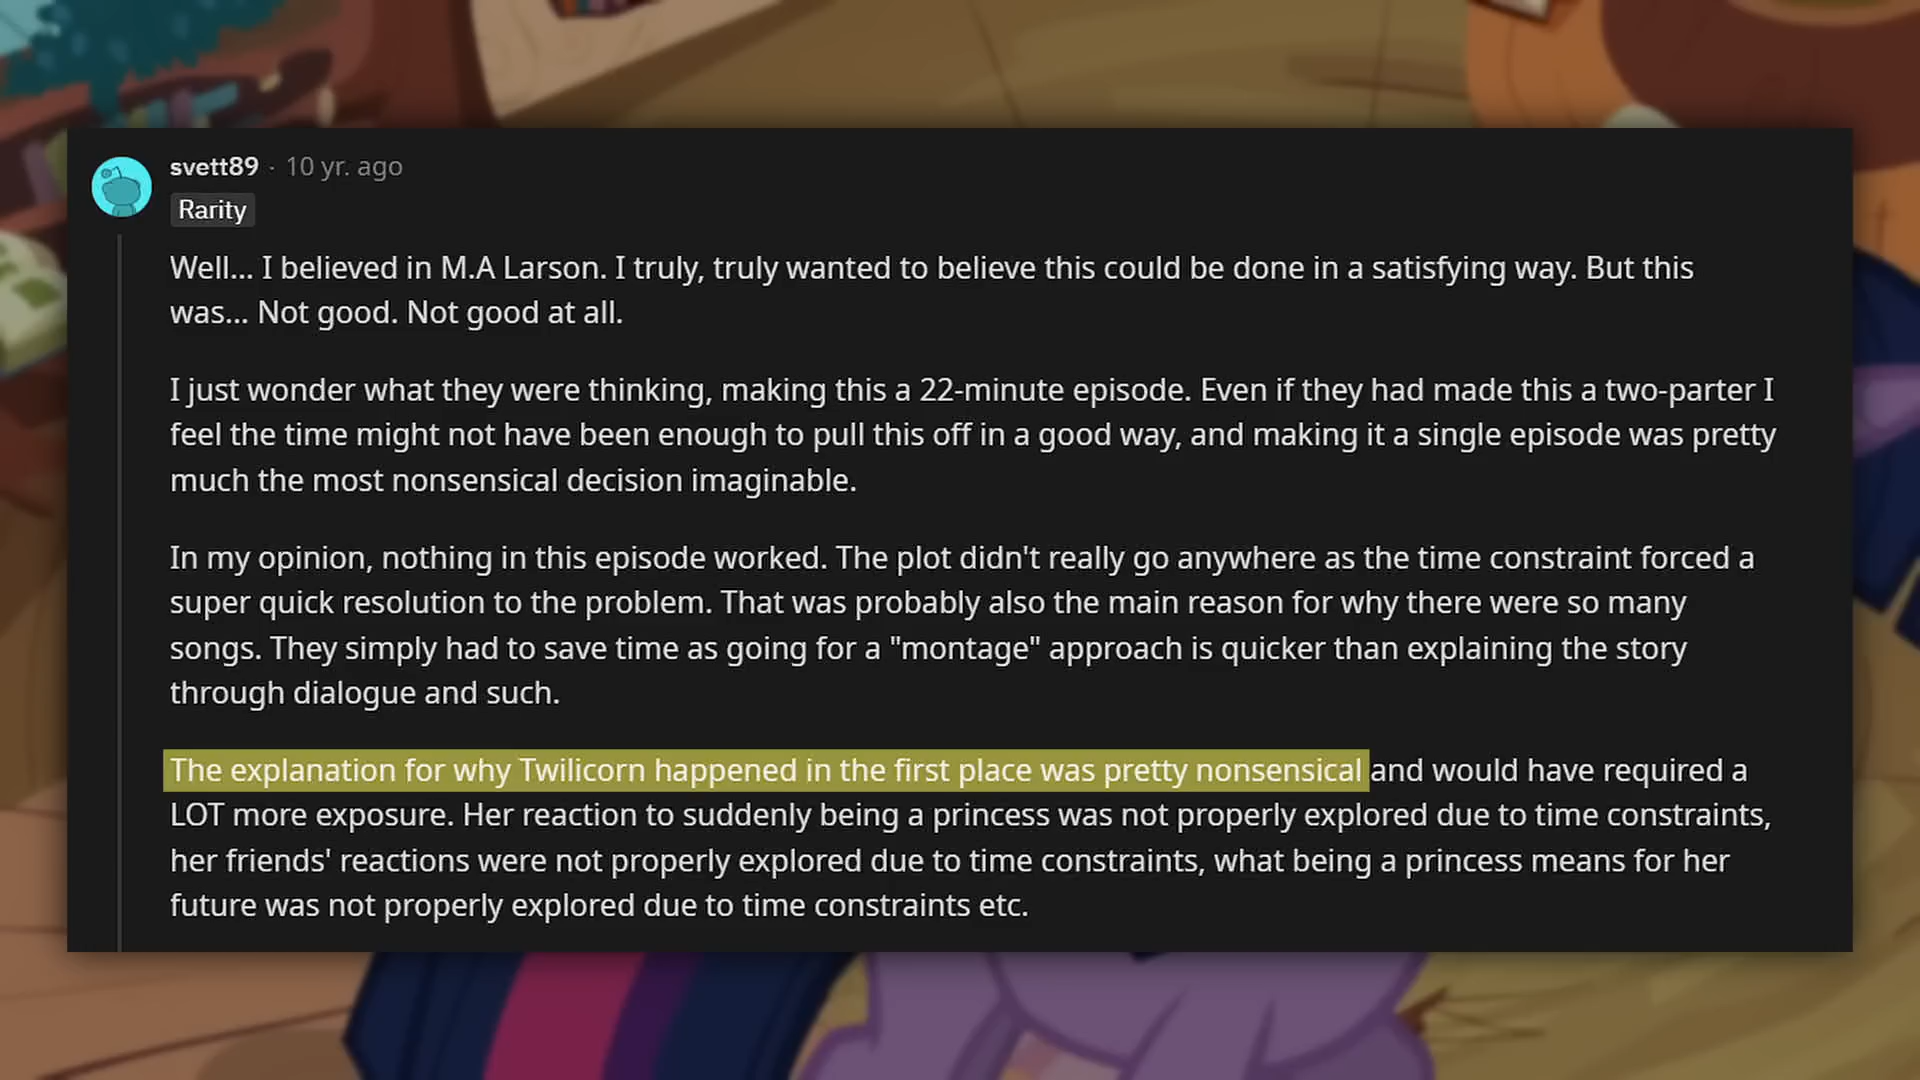 svett89 · 10 yr. ago
Rarity
Well... I believed in M.A Larson. I truly, truly wanted to believe this could be done in a satisfying way. But this
was... Not good. Not good at all.
I just wonder what they were thinking, making this a 22-minute episode. Even if they had made this a two-parter I
feel the time might not have been enough to pull this off in a good way, and making it a single episode was pretty
much the most nonsensical decision imaginable.
In my opinion, nothing in this episode worked. The plot didn't really go anywhere as the time constraint forced a
super quick resolution to the problem. That was probably also the main reason for why there were so many
songs. They simply had to save time as going for a "montage" approach is quicker than explaining the story
through dialogue and such.
The explanation for why Twilicorn happened in the first place was pretty nonsensical and would have required a
LOT more exposure. Her reaction to suddenly being a princess was not properly explored due to time constraints,
her friends' reactions were not properly explored due to time constraints, what being a princess means for her
future was not properly explored due to time constraints etc.